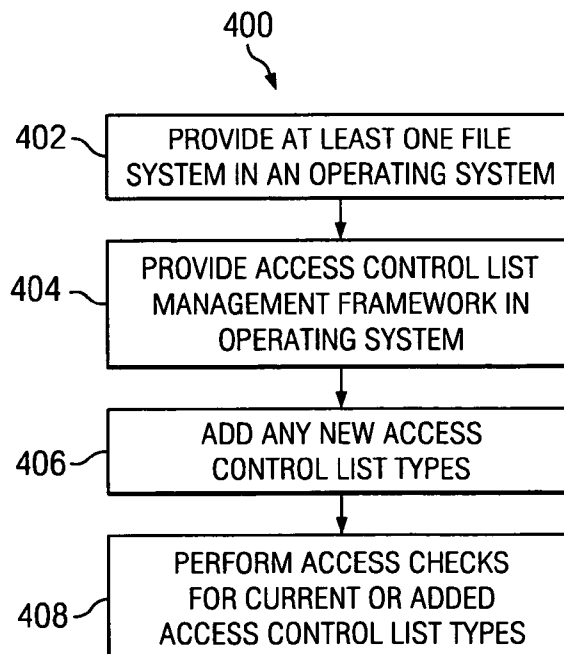 400
402
PROVIDE AT LEAST ONE FILE
SYSTEM IN AN OPERATING SYSTEM
404
PROVIDE ACCESS CONTROL LIST
MANAGEMENT FRAMEWORK IN
OPERATING SYSTEM
406
ADD ANY NEW ACCESS
CONTROL LIST TYPES
408
PERFORM ACCESS CHECKS
FOR CURRENT OR ADDED
ACCESS CONTROL LIST TYPES